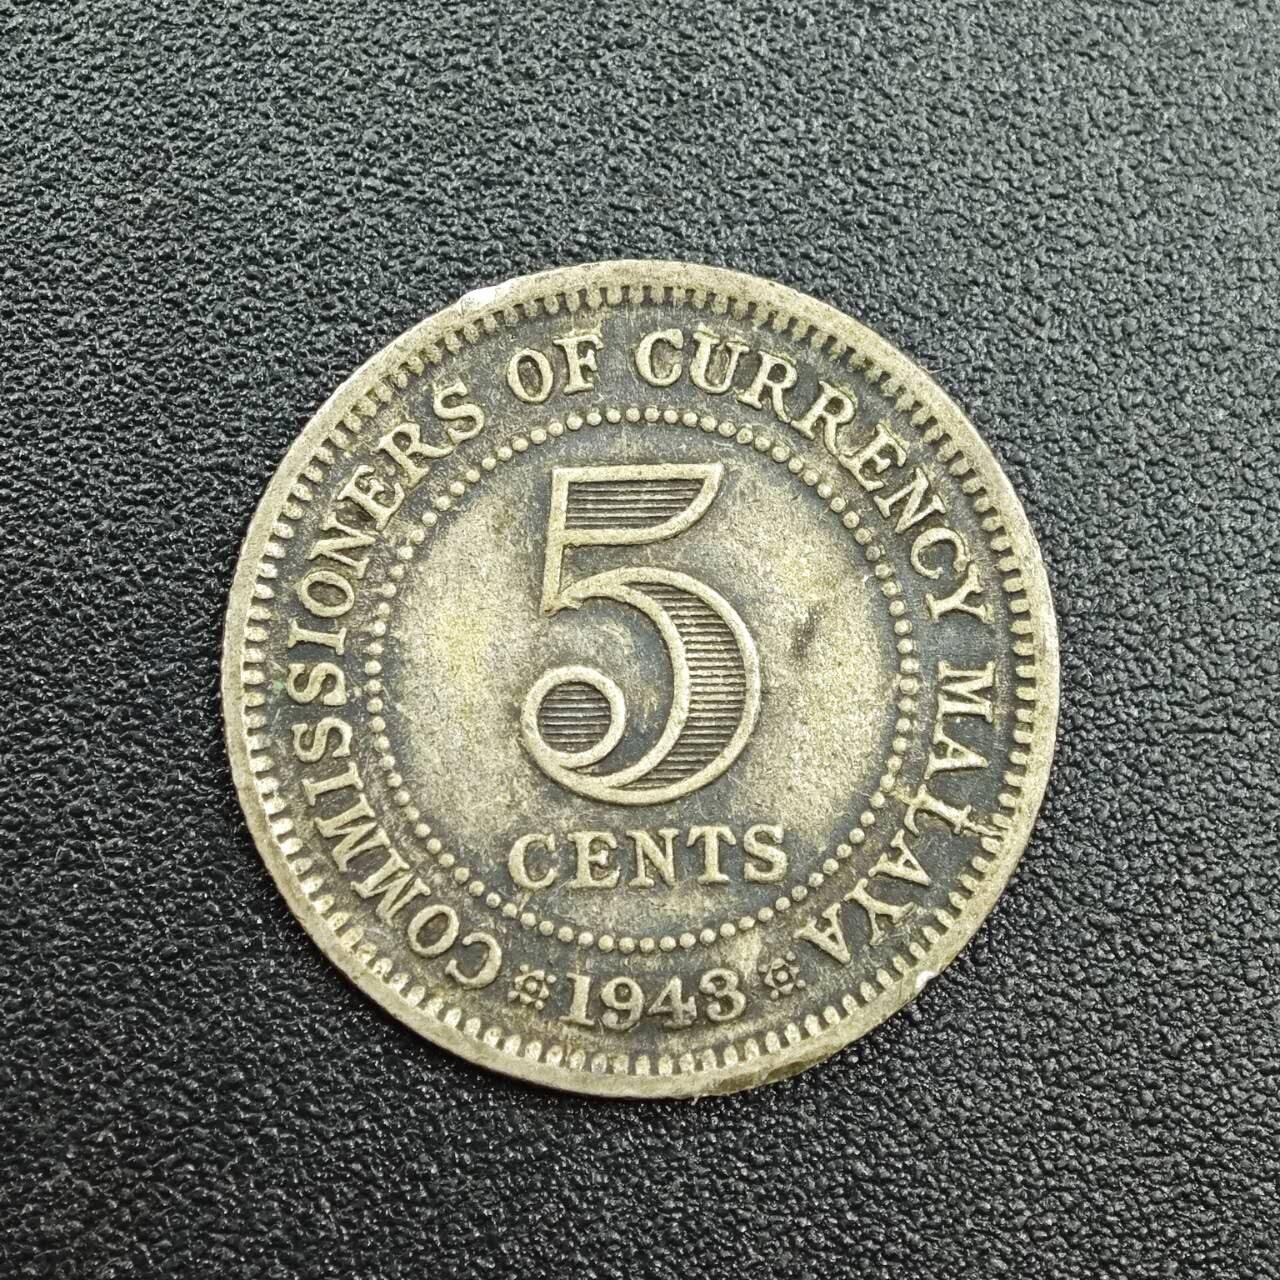 COMMISSIONERS OF CURRENCY MALAYA
5
CENTS
1943